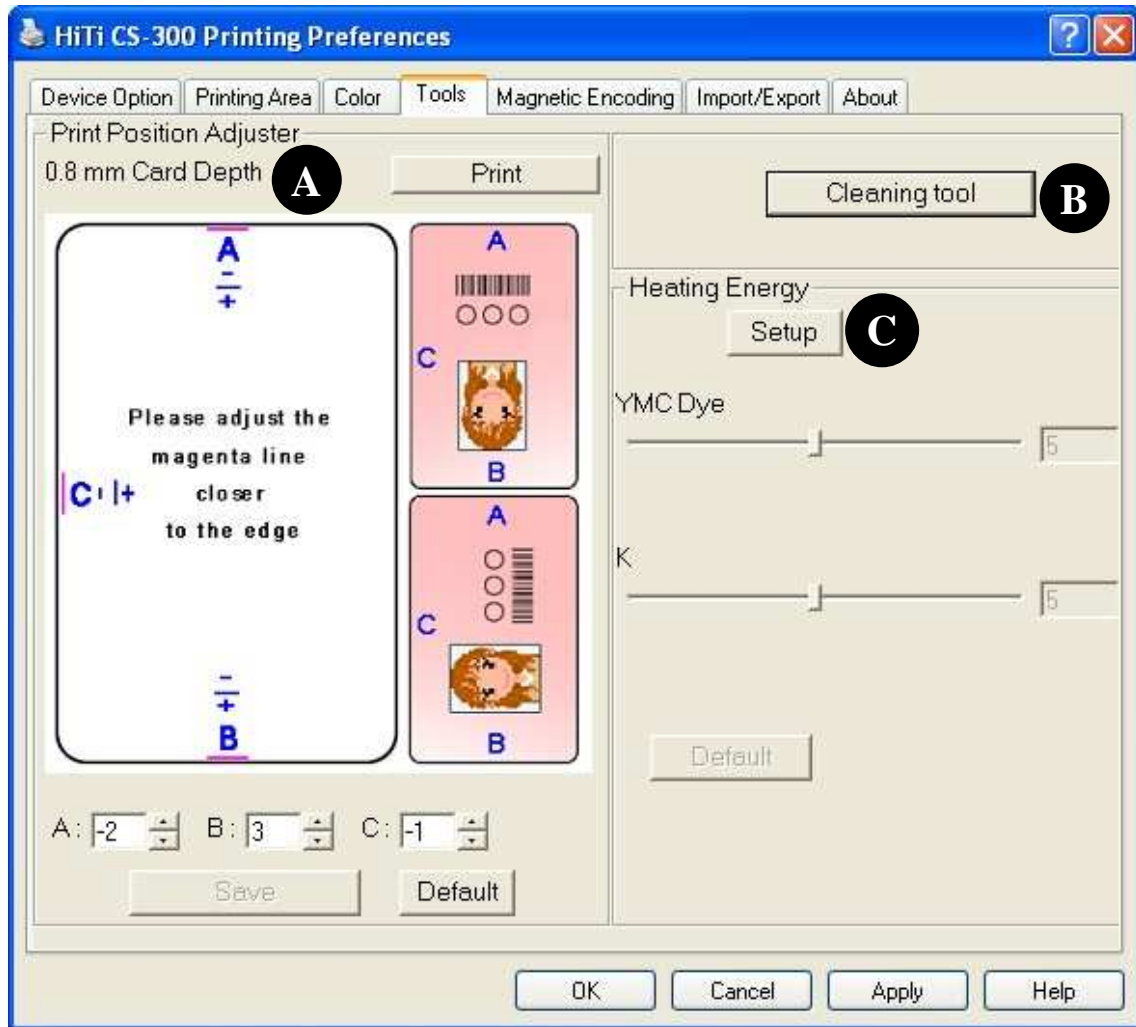 HiTi CS-300 Printing Preferences
?
Device Option Printing Area Color Tools Magnetic Encoding Import/Export About
Print Position Adjuster
0.8 mm Card Depth A Print
A
-
+
Please adjust the
magenta line
closer
to the edge
C - +
-
+
B
A
C
B
A
C
B
A : -2 B : 3 C : -1
Save Default
Cleaning tool B
Heating Energy
Setup C
YMC Dye
5
K
5
Default
OK Cancel Apply Help